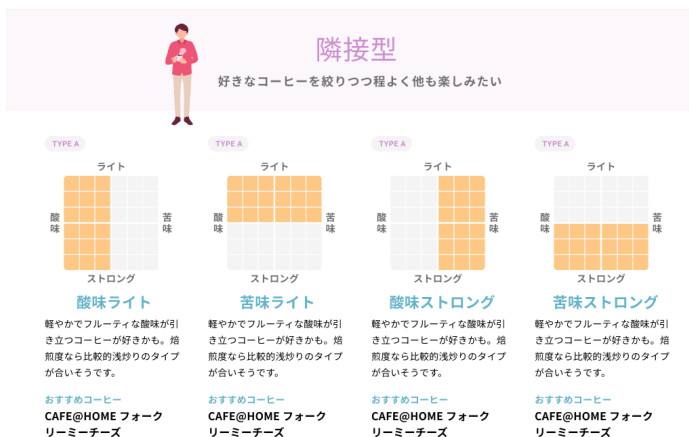 隣接型
好きなコーヒーを絞りつつ程よく他も楽しみたい
TYPE A
ライト
酸味
苦味
ストロング
酸味ライト
軽やかでフルーティな酸味が引
き立つコーヒーが好きかも。焙
煎度なら比較的浅炒りのタイプ
が合いそうです。
おすすめコーヒー
CAFE@HOME フォーク
リーミーチーズ
TYPE A
ライト
酸味
苦味
ストロング
苦味ライト
軽やかでフルーティな酸味が引
き立つコーヒーが好きかも。焙
煎度なら比較的浅炒りのタイプ
が合いそうです。
おすすめコーヒー
CAFE@HOME フォーク
リーミーチーズ
TYPE A
ライト
酸味
苦味
ストロング
酸味ストロング
軽やかでフルーティな酸味が引
き立つコーヒーが好きかも。焙
煎度なら比較的浅炒りのタイプ
が合いそうです。
おすすめコーヒー
CAFE@HOME フォーク
リーミーチーズ
TYPE A
ライト
酸味
苦味
ストロング
苦味ストロング
軽やかでフルーティな酸味が引
き立つコーヒーが好きかも。焙
煎度なら比較的浅炒りのタイプ
が合いそうです。
おすすめコーヒー
CAFE@HOME フォーク
リーミーチーズ